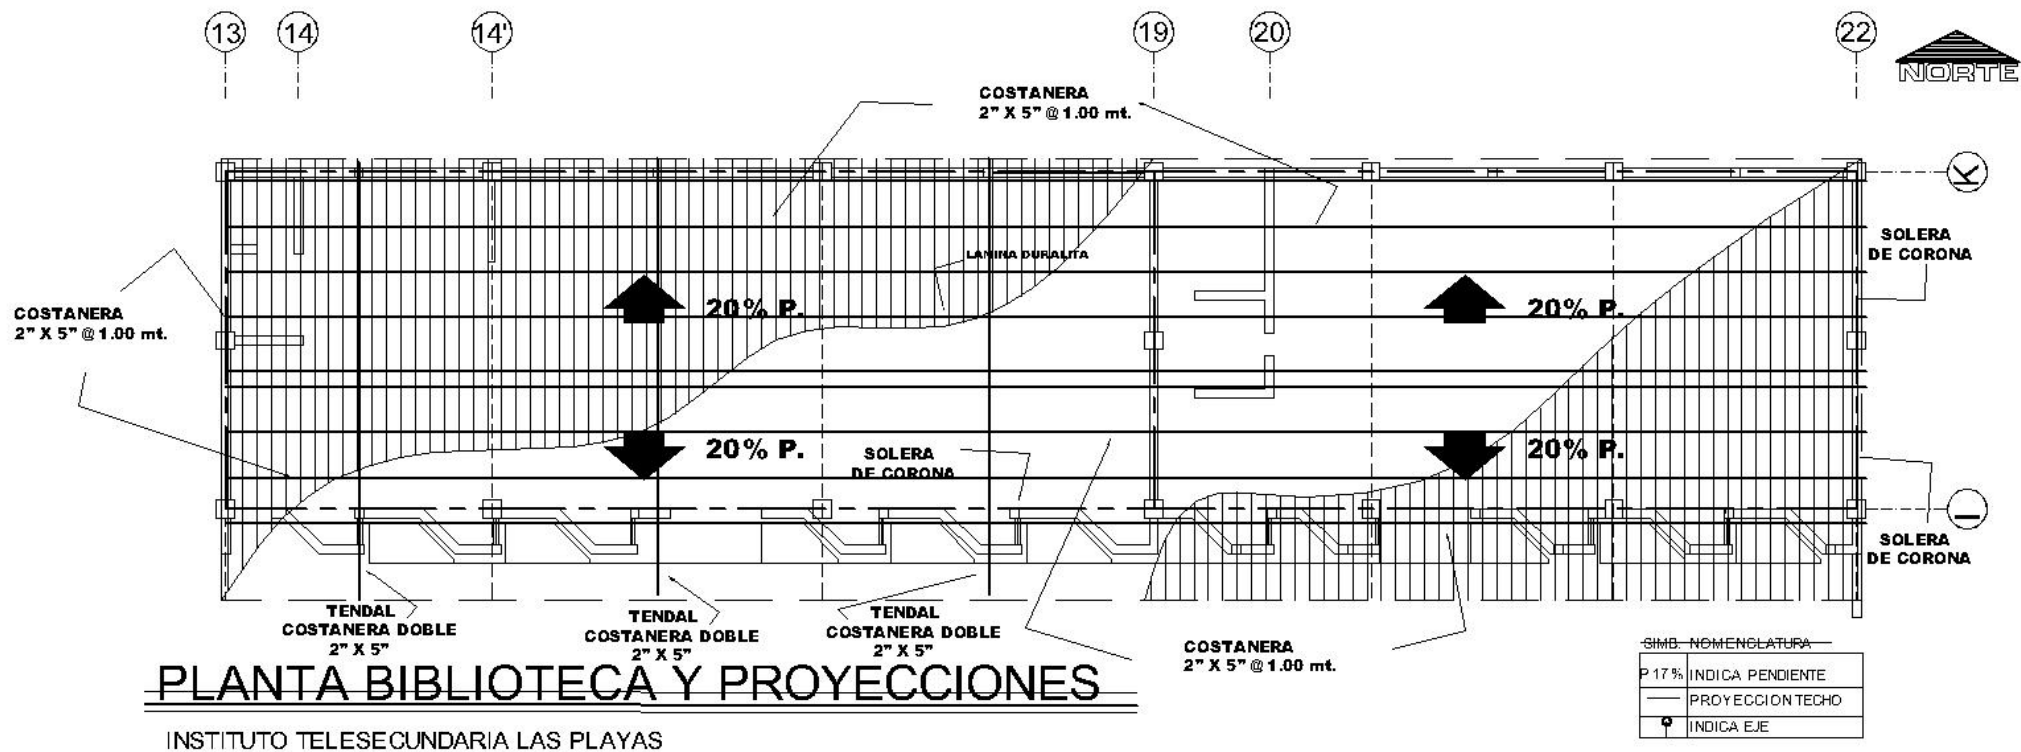 13
14
14'
19
20
22
NORTE
COSTANERA
2" X 5" @ 1.00 mt.
K
SOLERA
DE CORONA
LAMINA DURALITA
20% P.
20% P.
COSTANERA
2" X 5" @ 1.00 mt.
20% P.
20% P.
SOLERA
DE CORONA
I
SOLERA
DE CORONA
TENDAL
COSTANERA DOBLE
2" X 5"
TENDAL
COSTANERA DOBLE
2" X 5"
TENDAL
COSTANERA DOBLE
2" X 5"
COSTANERA
2" X 5" @ 1.00 mt.
PLANTA BIBLIOTECA Y PROYECCIONES
INSTITUTO TELESECUNDARIA LAS PLAYAS
SIMB. NOMENCLATURA
P 17% INDICA PENDIENTE
PROYECCION TECHO
INDICA EJE